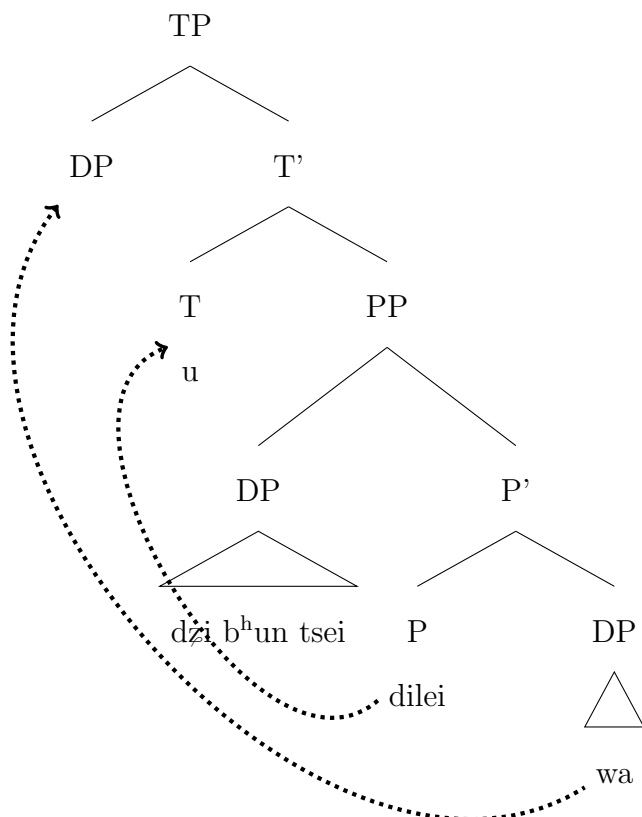 TP
DP T’
T PP
u
DP P’
dʑi bʰun tsei P DP
dilei
wa